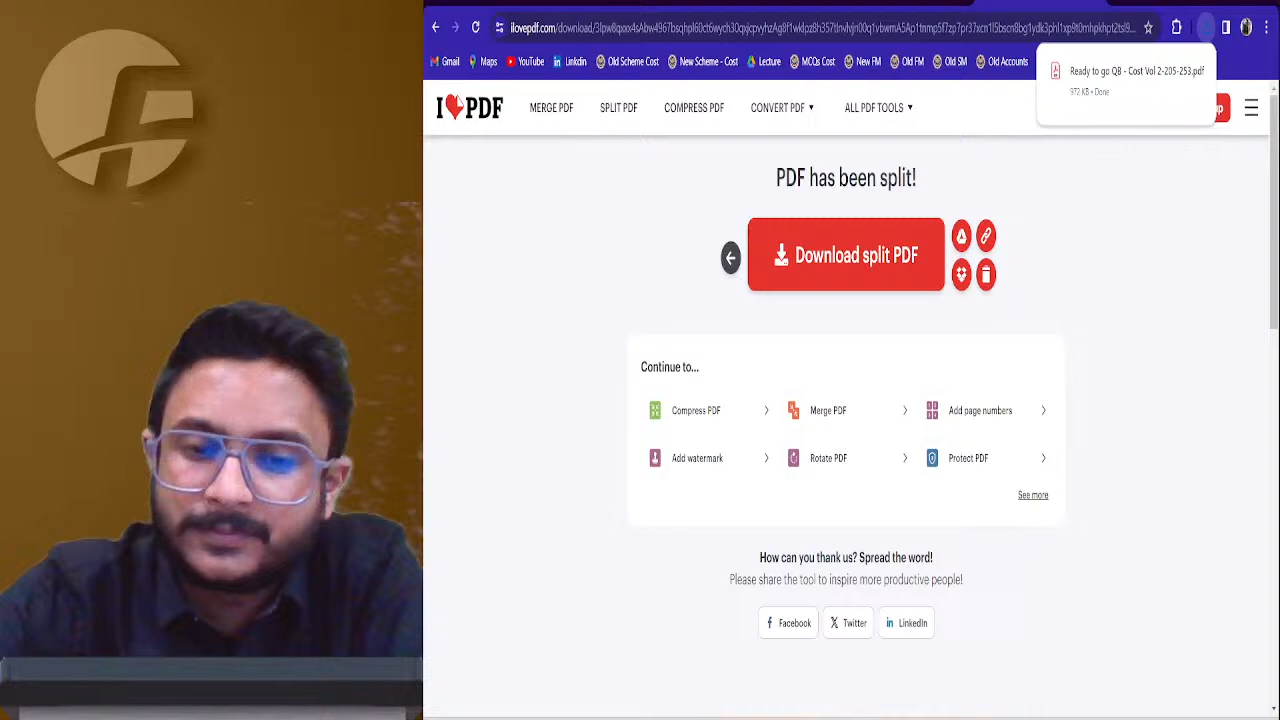 ilovepdf.com/download/
Gmail Maps YouTube Linkdin Old Scheme Cost New Scheme - Cost Lecture MCQs Cost New FM Old FM Old SM Old Accounts
Ready to go QB - Cost Vol 2-205-253.pdf
972 KB • Done
I PDF MERGE PDF SPLIT PDF COMPRESS PDF CONVERT PDF ALL PDF TOOLS
PDF has been split!
Download split PDF
Continue to...
Compress PDF Merge PDF Add page numbers
Add watermark Rotate PDF Protect PDF
See more
How can you thank us? Spread the word!
Please share the tool to inspire more productive people!
Facebook Twitter LinkedIn